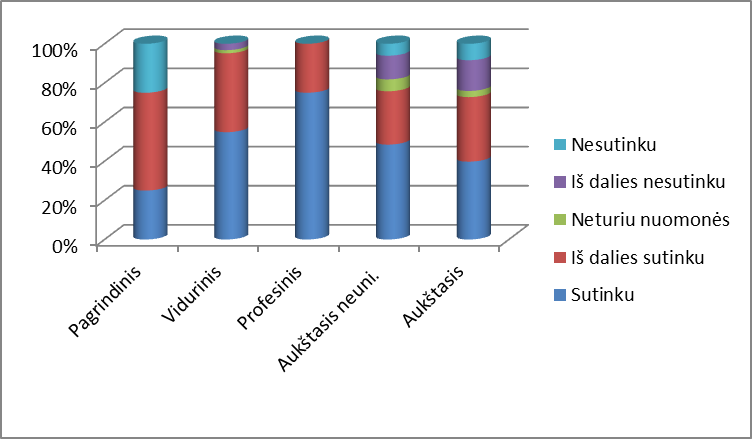 100%
80%
60%
40%
20%
0%
Pagrindinis
Vidurinis
Profesinis
Aukštasis neuni.
Aukštasis
Nesutinku
Iš dalies nesutinku
Neturiu nuomonės
Iš dalies sutinku
Sutinku